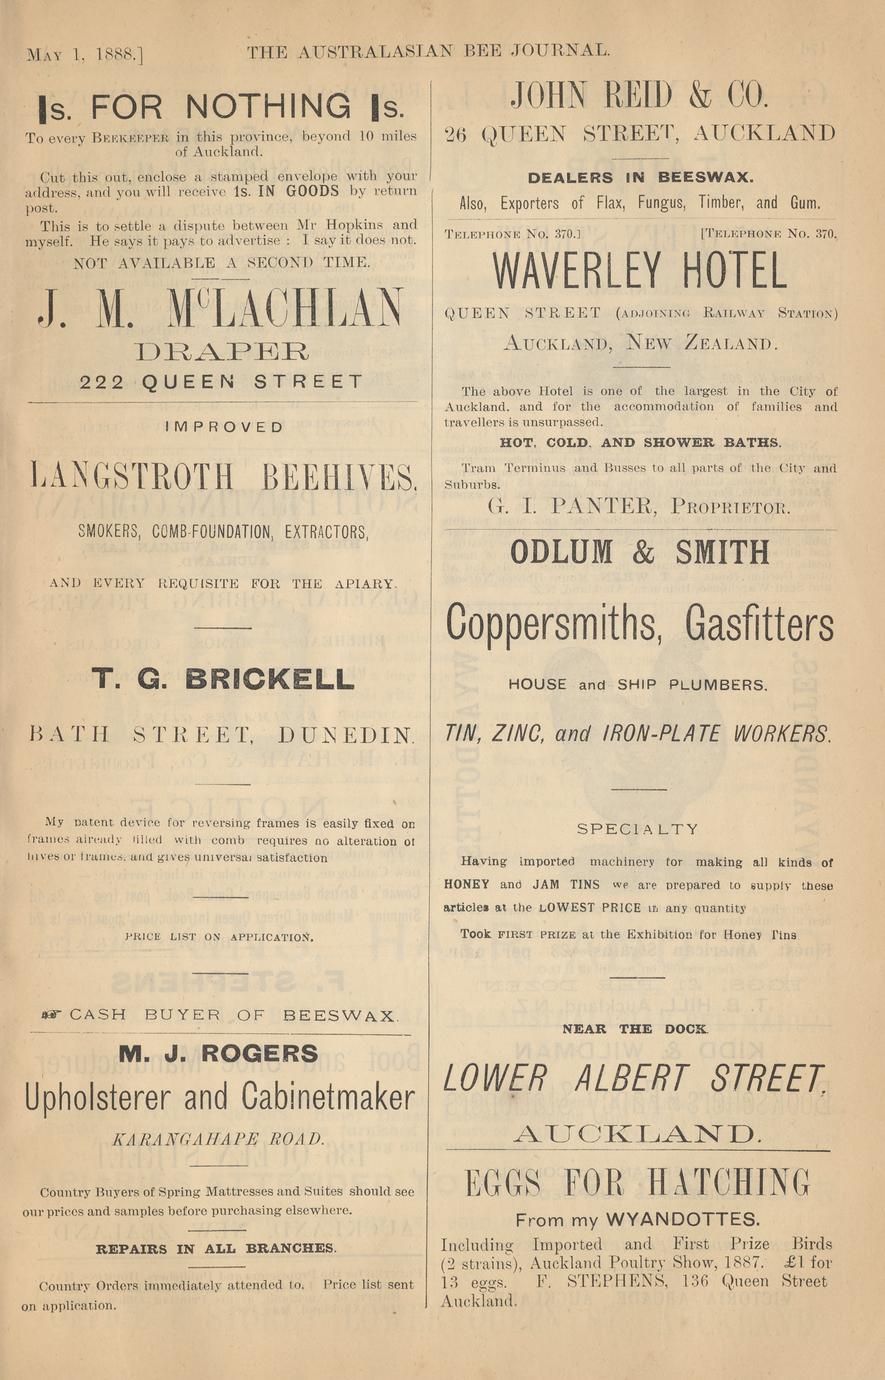 May 1, 1888.]
THE AUSTRALASIAN BEE JOURNAL.
1s. FOR NOTHING 1s.
To every Beekeeper in this province, beyond 10 miles
of Auckland.
Cut this out, enclose a stamped envelope with your
address, and you will receive 1s. IN GOODS by return
post.
This is to settle a dispute between Mr Hopkins and
myself. He says it pays to advertise : I say it does not.
NOT AVAILABLE A SECOND TIME.
J. M. McLACHLAN
DRAPER
222 QUEEN STREET
IMPROVED
LANGSTROTH BEEHIVES,
SMOKERS, COMB-FOUNDATION, EXTRACTORS,
AND EVERY REQUISITE FOR THE APIARY.
T. G. BRICKELL
BATH STREET, DUNEDIN.
My patent device for reversing frames is easily fixed on
frames already filled with comb requires no alteration of
hives or frames, and gives universal satisfaction
PRICE LIST ON APPLICATION.
☞ CASH BUYER OF BEESWAX.
M. J. ROGERS
Upholsterer and Cabinetmaker
KARANGAHAPE ROAD.
Country Buyers of Spring Mattresses and Suites should see
our prices and samples before purchasing elsewhere.
REPAIRS IN ALL BRANCHES.
Country Orders immediately attended to. Price list sent
on application.
JOHN REID & CO.
26 QUEEN STREET, AUCKLAND
DEALERS IN BEESWAX.
Also, Exporters of Flax, Fungus, Timber, and Gum.
Telephone No. 370.] [Telephone No. 370.
WAVERLEY HOTEL
QUEEN STREET (adjoining Railway Station)
Auckland, New Zealand.
The above Hotel is one of the largest in the City of
Auckland. and for the accommodation of families and
travellers is unsurpassed.
HOT, COLD, AND SHOWER BATHS.
Tram Terminus and Busses to all parts of the City and
Suburbs.
G. I. PANTER, Proprietor.
ODLUM & SMITH
Coppersmiths, Gasfitters
HOUSE and SHIP PLUMBERS.
TIN, ZINC, and IRON-PLATE WORKERS.
SPECIALTY
Having imported machinery for making all kinds of
HONEY and JAM TINS we are prepared to supply these
articles at the LOWEST PRICE in any quantity
Took FIRST PRIZE at the Exhibition for Honey Tins
NEAR THE DOCK.
LOWER ALBERT STREET,
AUCKLAND.
EGGS FOR HATCHING
From my WYANDOTTES.
Including Imported and First Prize Birds
(2 strains), Auckland Poultry Show, 1887. £1 for
13 eggs. F. STEPHENS, 136 Queen Street
Auckland.